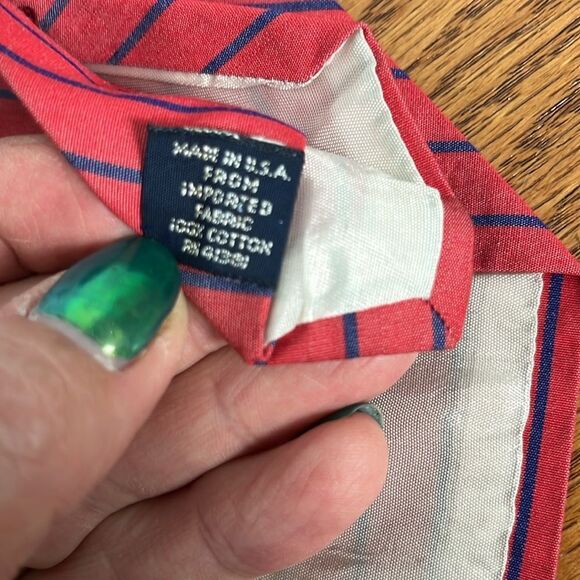 MADE IN U.S.A.
FROM
IMPORTED
FABRIC
100% COTTON
RN 41381